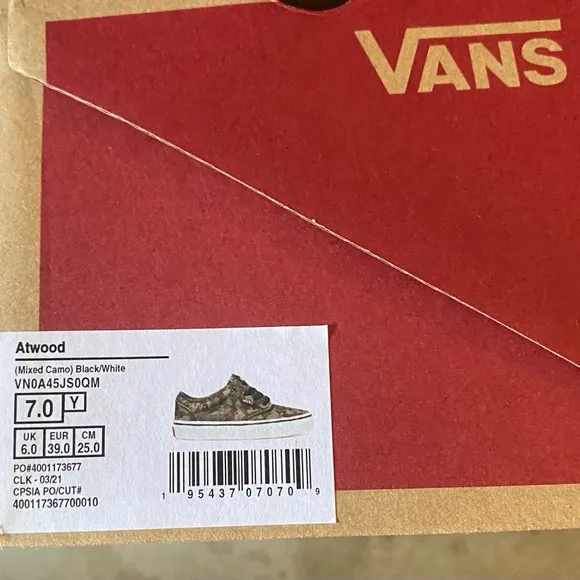 VANS
Atwood
(Mixed Camo) Black/White
VN0A45JS0QM
7.0 Y
UK EUR CM
6.0 39.0 25.0
PO#4001173677
CLK - 03/21
CPSIA PO/CUT#
400117367700010
1 95437 07070 9